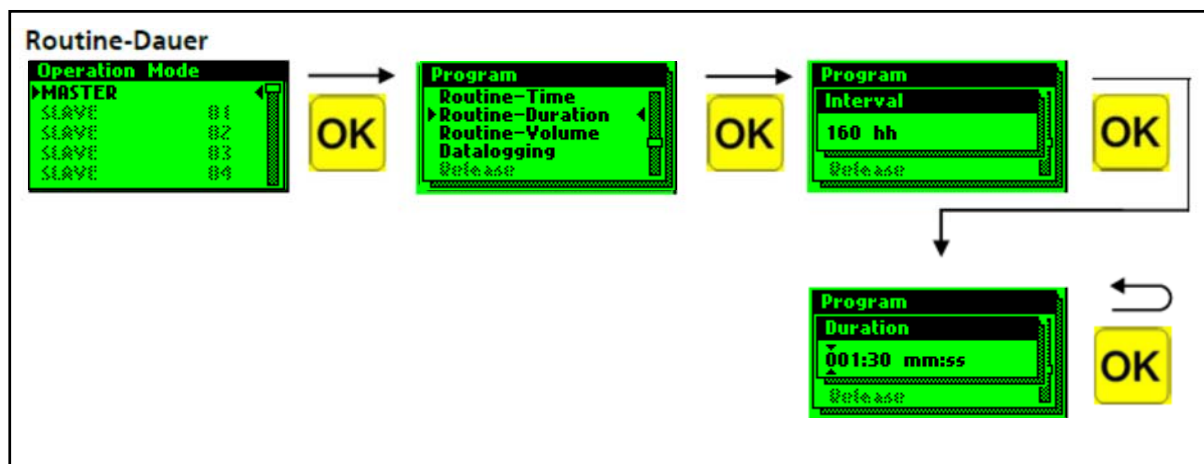 Routine-Dauer
Operation Mode
MASTER
SLAVE 01
SLAVE 02
SLAVE 03
SLAVE 04
OK
Program
Routine-Time
Routine-Duration
Routine-Volume
Datalogging
Release
OK
Program
Interval
160 hh
Release
OK
Program
Duration
001:30 mm:ss
Release
OK